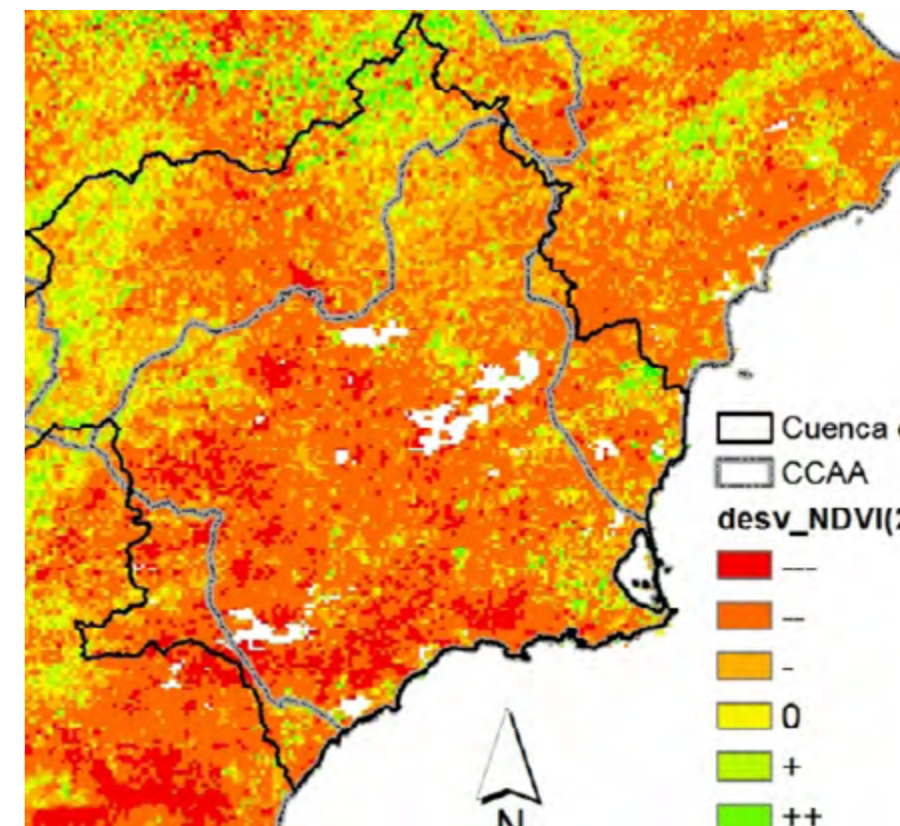 Cuenca
CCAA
desv_NDVI(2
---
--
-
0
+
++
N